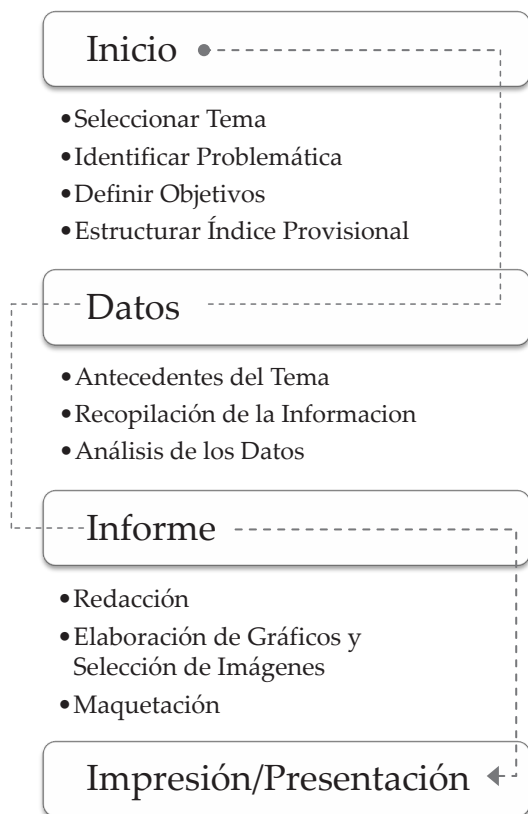 Inicio
•Seleccionar Tema
•Identificar Problemática
•Definir Objetivos
•Estructurar Índice Provisional
Datos
•Antecedentes del Tema
•Recopilación de la Informacion
•Análisis de los Datos
Informe
•Redacción
•Elaboración de Gráficos y
Selección de Imágenes
•Maquetación
Impresión/Presentación